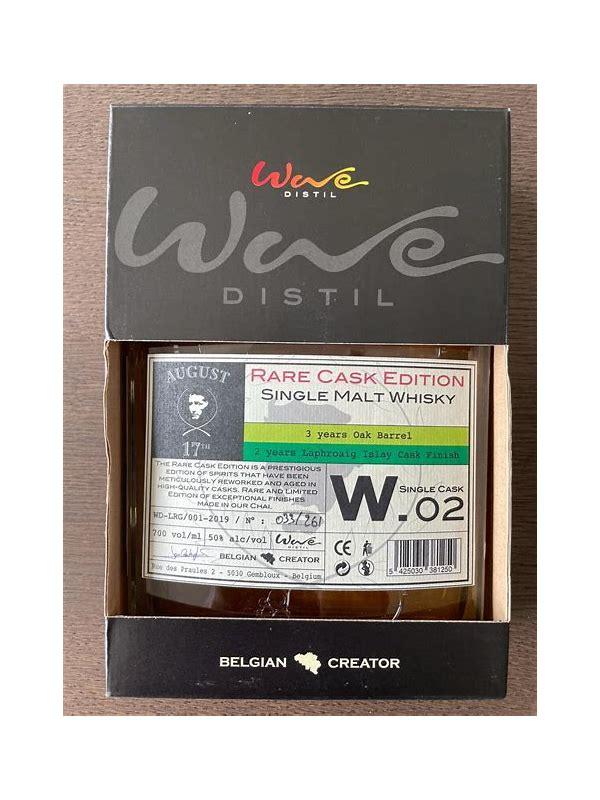 Wave
DISTIL
Wave
DISTIL
AUGUST
17TH
RARE CASK EDITION
SINGLE MALT WHISKY
3 years Oak Barrel
2 years Laphroaig Islay Cask Finish
THE RARE CASK EDITION IS A PRESTIGIOUS
EDITION OF SPIRITS THAT HAVE BEEN
METICULOUSLY REWORKED AND AGED IN
HIGH-QUALITY CASKS. RARE AND LIMITED
EDITION OF EXCEPTIONAL FINISHES
MADE IN OUR CHAI.
SINGLE CASK
W.02
WD-LRG/001-2019 / N° : 033/261
700 vol/ml 50% alc/vol Wave
DISTIL
BELGIAN CREATOR
Rue des Praules 2 - 5030 Gembloux - Belgium
CE
5 425030 381250
BELGIAN CREATOR